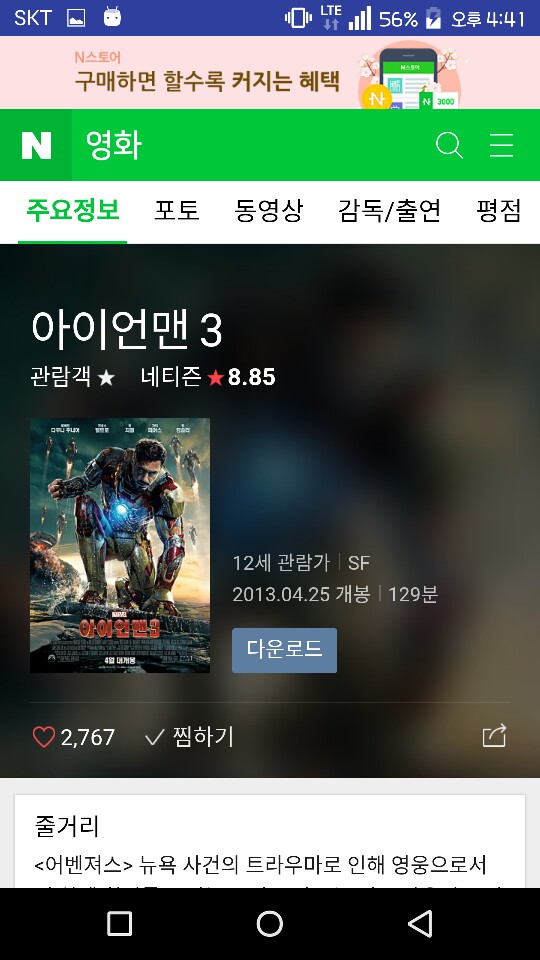 SKT LTE 56% 오후 4:41
N스토어
구매하면 할수록 커지는 혜택
N스토어
N
N 3000
N 영화
주요정보 포토 동영상 감독/출연 평점
아이언맨 3
관람객 ★ 네티즌 ★ 8.85
MARVEL
아이언맨3
4월 대개봉
12세 관람가 | SF
2013.04.25 개봉 | 129분
다운로드
2,767 찜하기
줄거리
<어벤져스> 뉴욕 사건의 트라우마로 인해 영웅으로서